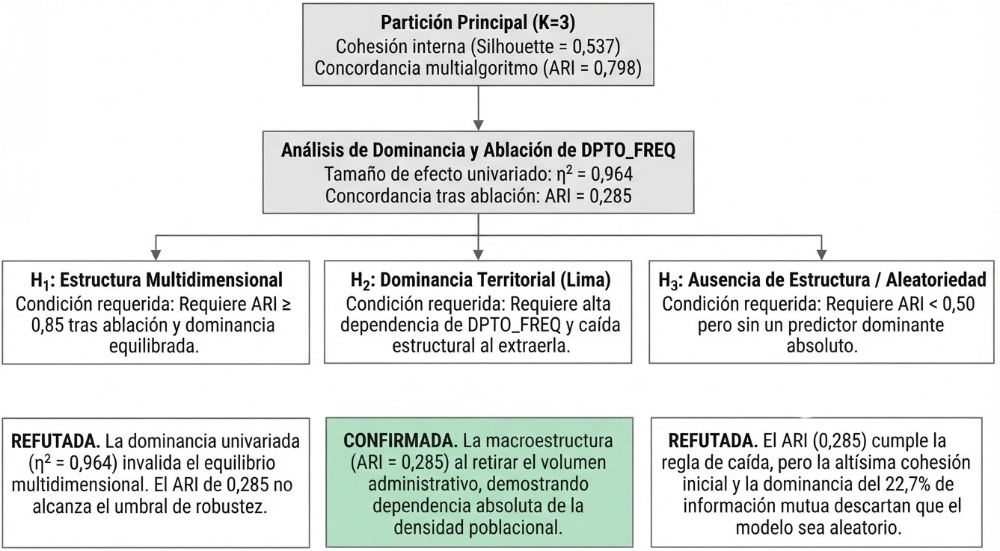 Partición Principal (K=3)
Cohesión interna (Silhouette = 0,537)
Concordancia multialgoritmo (ARI = 0,798)
Análisis de Dominancia y Ablación de DPTO_FREQ
Tamaño de efecto univariado: η² = 0,964
Concordancia tras ablación: ARI = 0,285
H₁: Estructura Multidimensional
Condición requerida: Requiere ARI ≥
0,85 tras ablación y dominancia
equilibrada.
H₂: Dominancia Territorial (Lima)
Condición requerida: Requiere alta
dependencia de DPTO_FREQ y caída
estructural al extraerla.
H₃: Ausencia de Estructura / Aleatoriedad
Condición requerida: Requiere ARI < 0,50
pero sin un predictor dominante
absoluto.
REFUTADA. La dominancia univariada
(η² = 0,964) invalida el equilibrio
multidimensional. El ARI de 0,285 no
alcanza el umbral de robustez.
CONFIRMADA. La macroestructura
(ARI = 0,285) al retirar el volumen
administrativo, demostrando
dependencia absoluta de la
densidad poblacional.
REFUTADA. El ARI (0,285) cumple la
regla de caída, pero la altísima cohesión
inicial y la dominancia del 22,7% de
información mutua descartan que el
modelo sea aleatorio.